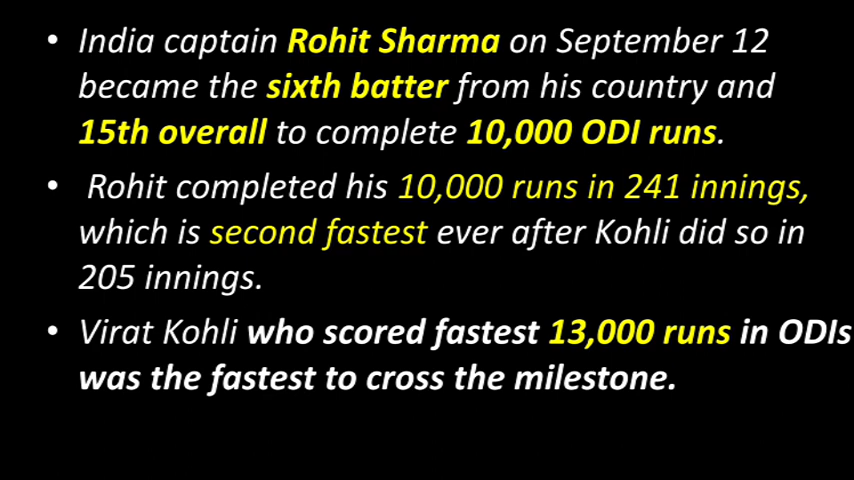 • India captain Rohit Sharma on September 12
became the sixth batter from his country and
15th overall to complete 10,000 ODI runs.
• Rohit completed his 10,000 runs in 241 innings,
which is second fastest ever after Kohli did so in
205 innings.
• Virat Kohli who scored fastest 13,000 runs in ODIs
was the fastest to cross the milestone.